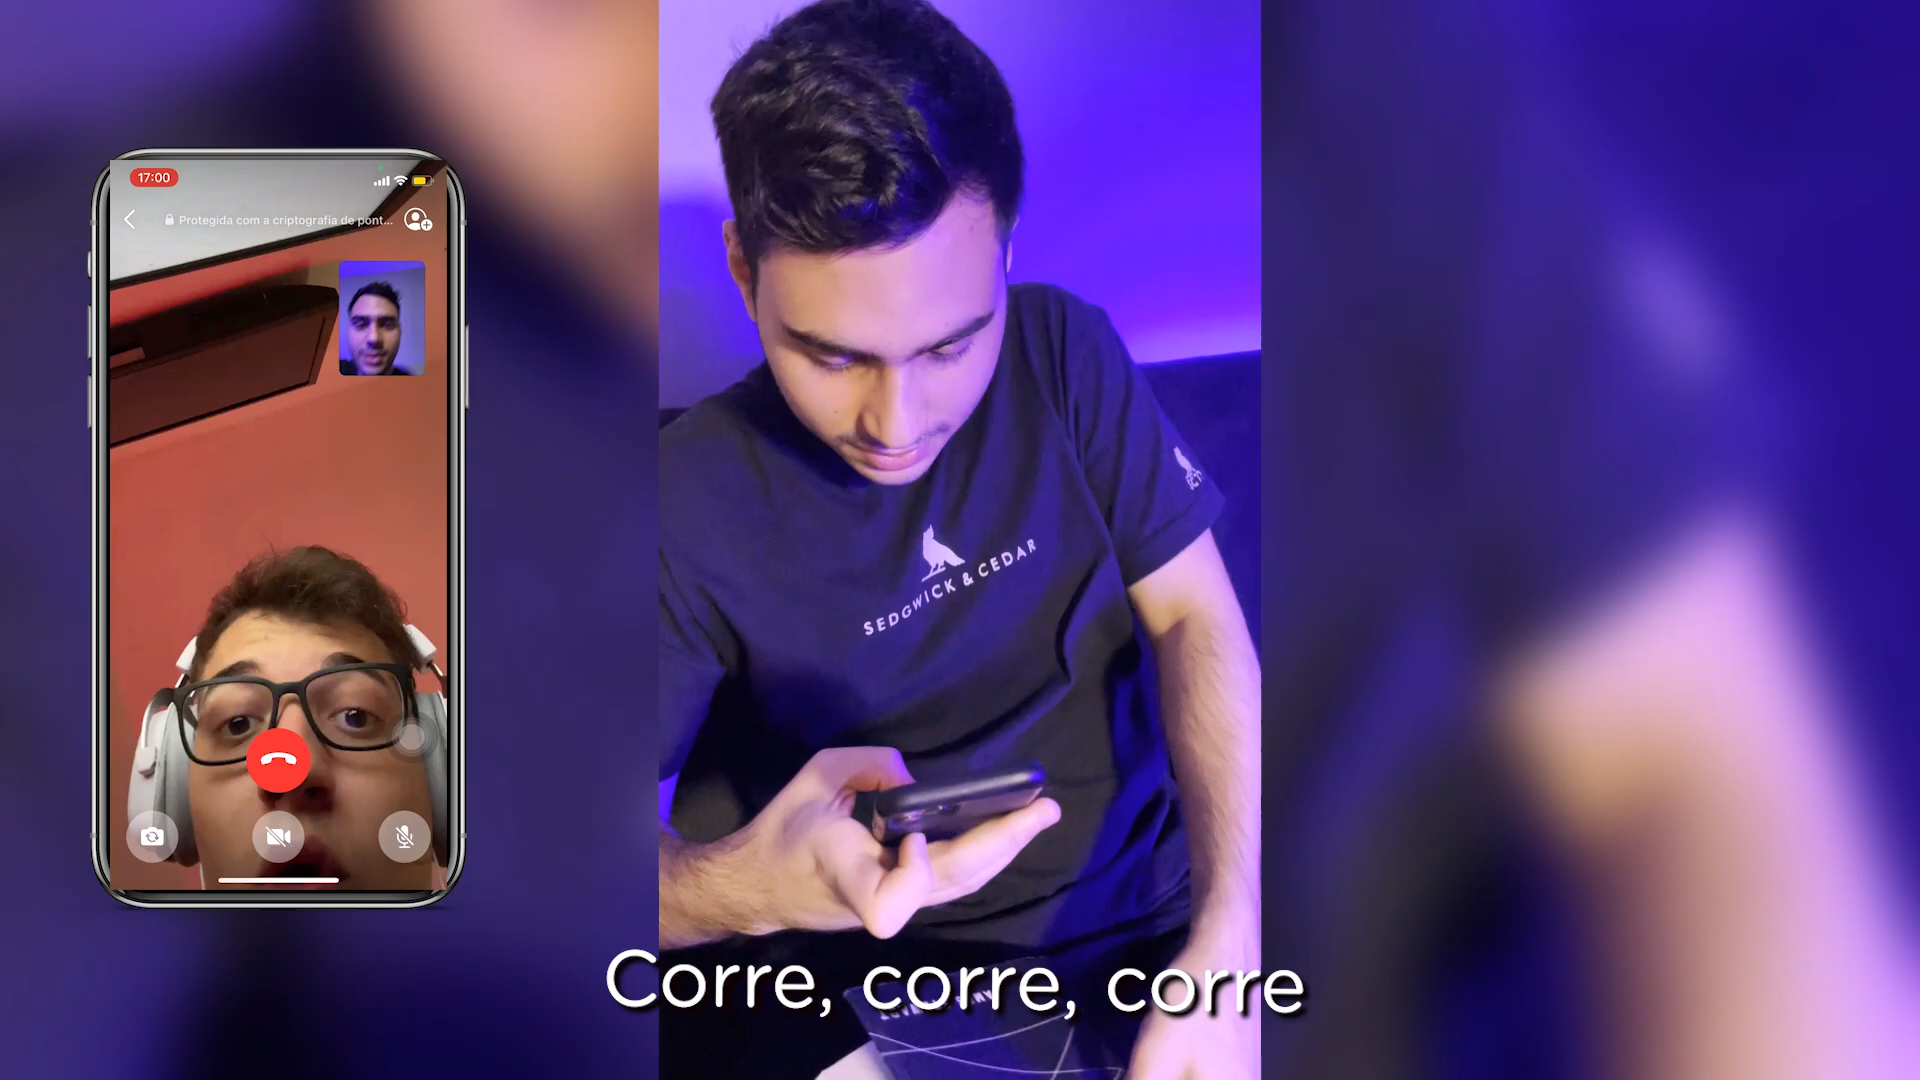 17:00
Protegida com a criptografia de pont...
SEDGWICK & CEDAR
Corre, corre, corre